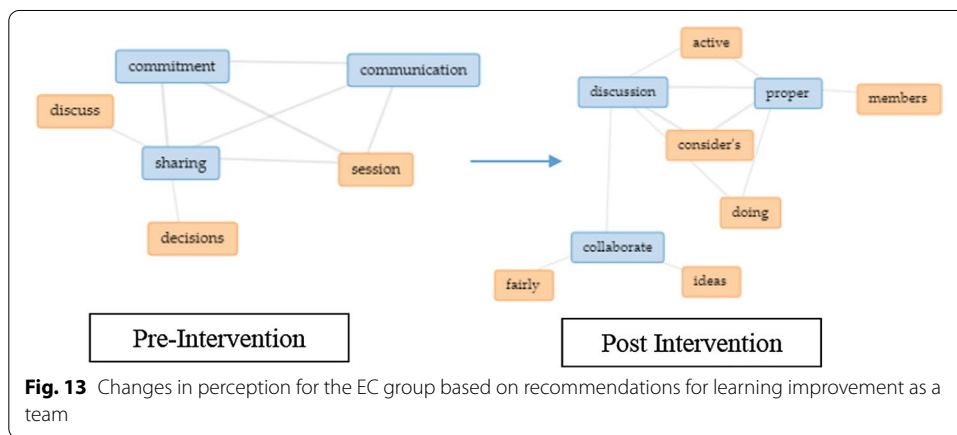 commitment
communication
discuss
sharing
session
decisions
active
discussion
proper
members
consider's
doing
collaborate
fairly
ideas
Pre-Intervention
Post Intervention
Fig. 13 Changes in perception for the EC group based on recommendations for learning improvement as a
team